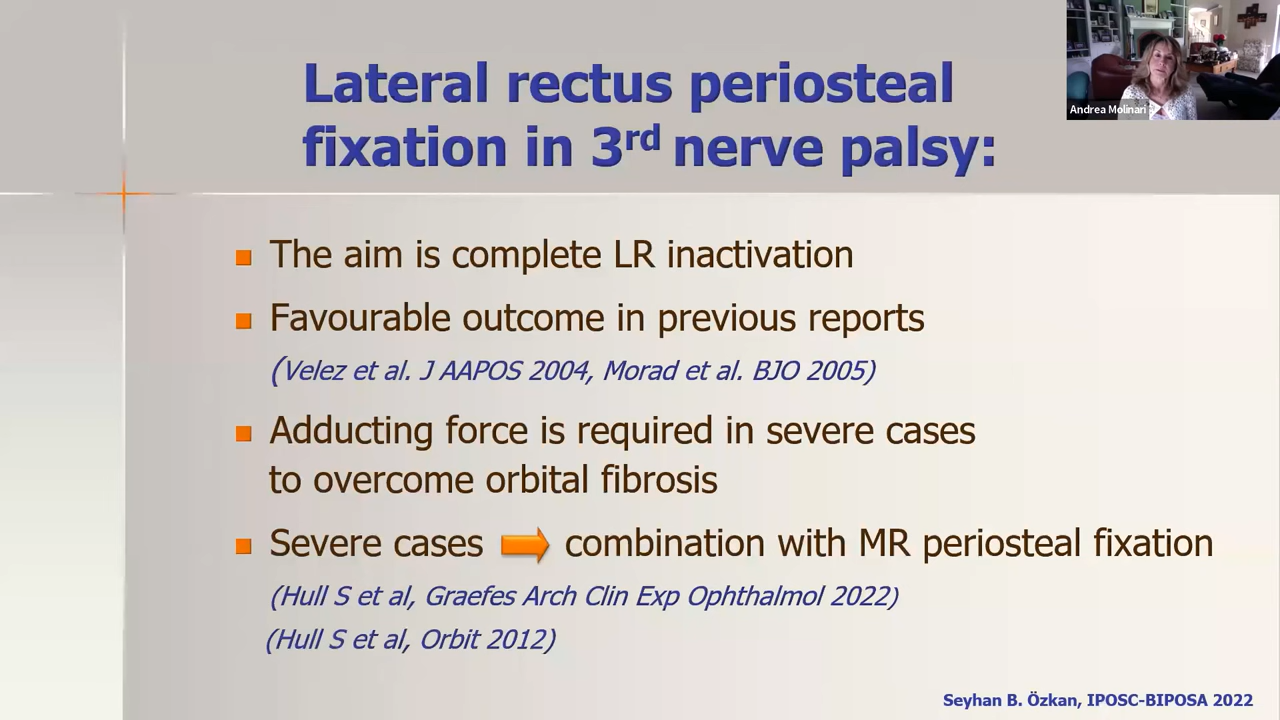 Lateral rectus periosteal
fixation in 3rd nerve palsy:
Andrea Molinari
The aim is complete LR inactivation
Favourable outcome in previous reports
(Velez et al. J AAPOS 2004, Morad et al. BJO 2005)
Adducting force is required in severe cases
to overcome orbital fibrosis
Severe cases combination with MR periosteal fixation
(Hull S et al, Graefes Arch Clin Exp Ophthalmol 2022)
(Hull S et al, Orbit 2012)
Seyhan B. Özkan, IPOSC-BIPOSA 2022